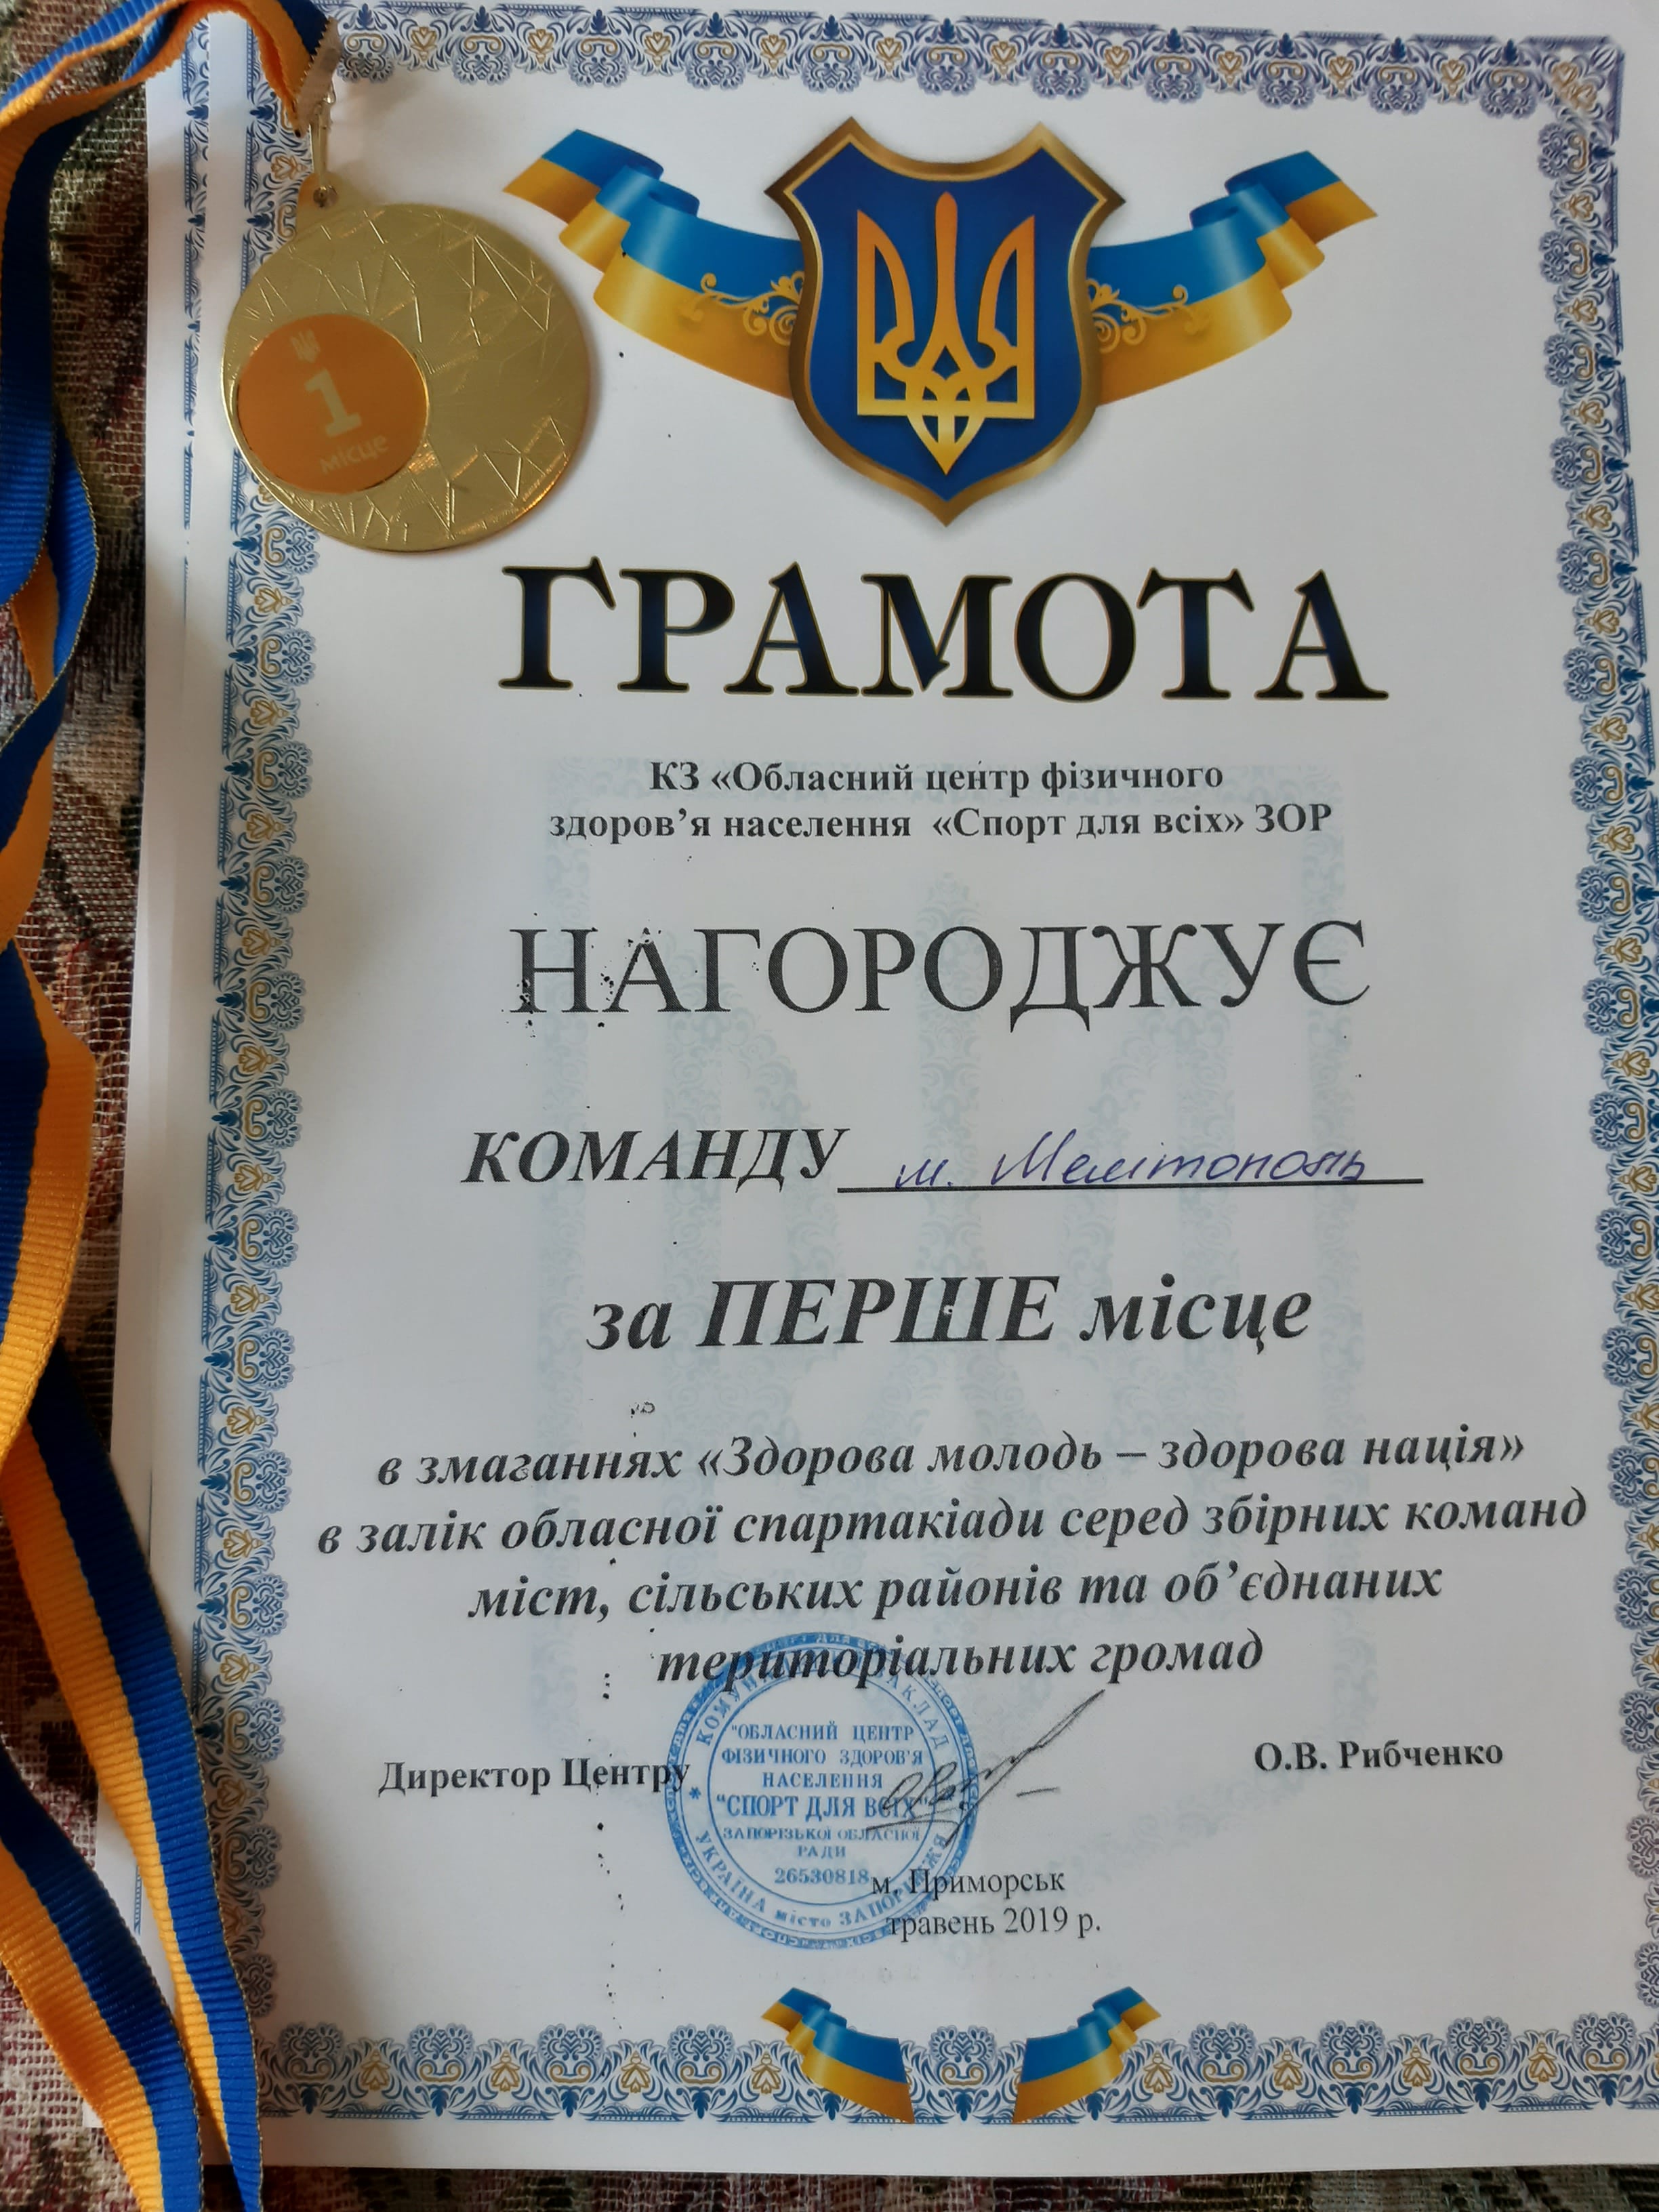 1
місце
ГРАМОТА
КЗ «Обласний центр фізичного
здоров’я населення «Спорт для всіх» ЗОР
НАГОРОДЖУЄ
КОМАНДУ м. Мелітополь
за ПЕРШЕ місце
в змаганнях «Здорова молодь – здорова нація»
в залік обласної спартакіади серед збірних команд
міст, сільських районів та об’єднаних
територіальних громад
Директор Центру
О.В. Рибченко
"ОБЛАСНИЙ ЦЕНТР
ФІЗИЧНОГО ЗДОРОВ'Я
НАСЕЛЕННЯ
"СПОРТ ДЛЯ ВСІХ"
ЗАПОРІЗЬКОЇ ОБЛАСНОЇ
РАДИ
26530818
УКРАЇНА місто
м. Приморськ
травень 2019 р.